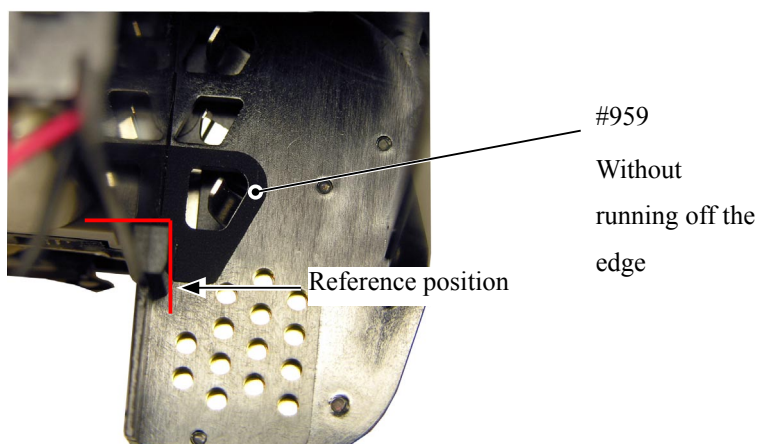 #959
Without
running off the
edge
Reference position